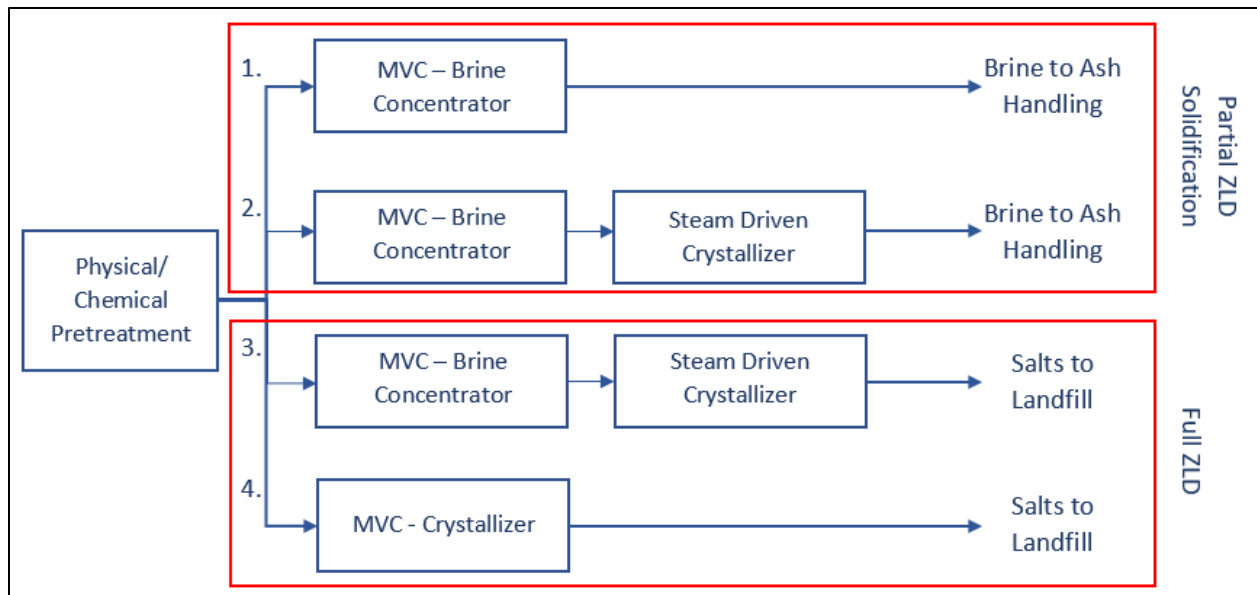 Physical/
Chemical
Pretreatment
1.
MVC – Brine
Concentrator
Brine to Ash
Handling
2.
MVC – Brine
Concentrator
Steam Driven
Crystallizer
Brine to Ash
Handling
Partial ZLD
Solidification
3.
MVC – Brine
Concentrator
Steam Driven
Crystallizer
Salts to
Landfill
4.
MVC - Crystallizer
Salts to
Landfill
Full ZLD